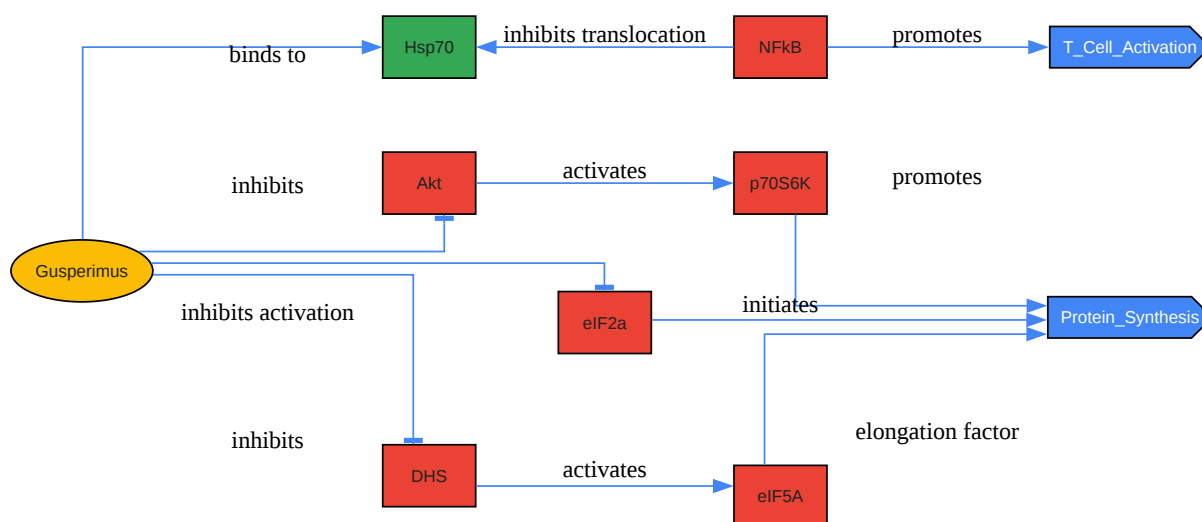 Hsp70
inhibits translocation
NFkB
promotes
T_Cell_Activation
binds to
Akt
activates
p70S6K
promotes
inhibits
Gusperimus
inhibits activation
eIF2a
initiates
Protein_Synthesis
inhibits
elongation factor
DHS
activates
eIF5A